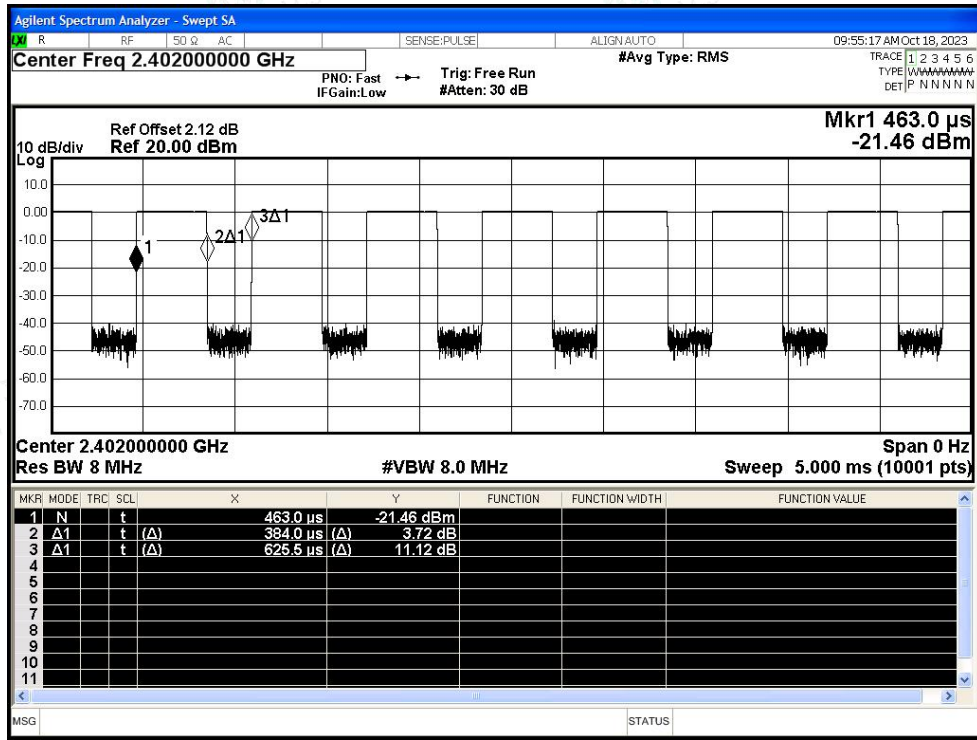 Agilent Spectrum Analyzer - Swept SA
LXI R RF 50 Ω AC SENSE:PULSE ALIGN AUTO 09:55:17 AM Oct 18, 2023
Center Freq 2.402000000 GHz
PNO: Fast
IFGain:Low
Trig: Free Run
#Atten: 30 dB
#Avg Type: RMS
TRACE 1 2 3 4 5 6
TYPE
DET P N N N N N
Mkr1 463.0 µs
-21.46 dBm
Ref Offset 2.12 dB
10 dB/div Ref 20.00 dBm
Log
10.0
0.00
-10.0
-20.0
-30.0
-40.0
-50.0
-60.0
-70.0
1
2Δ1
3Δ1
Center 2.402000000 GHz Span 0 Hz
Res BW 8 MHz #VBW 8.0 MHz Sweep 5.000 ms (10001 pts)
MKR MODE TRC SCL X Y FUNCTION FUNCTION WIDTH FUNCTION VALUE
1 N t 463.0 µs -21.46 dBm
2 Δ1 t (Δ) 384.0 µs (Δ) 3.72 dB
3 Δ1 t (Δ) 625.5 µs (Δ) 11.12 dB
4
5
6
7
8
9
10
11
MSG STATUS